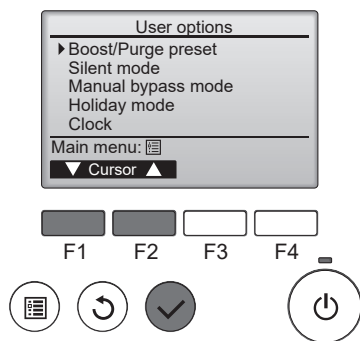 User options
Boost/Purge preset
Silent mode
Manual bypass mode
Holiday mode
Clock
Main menu:
Cursor
F1 F2 F3 F4